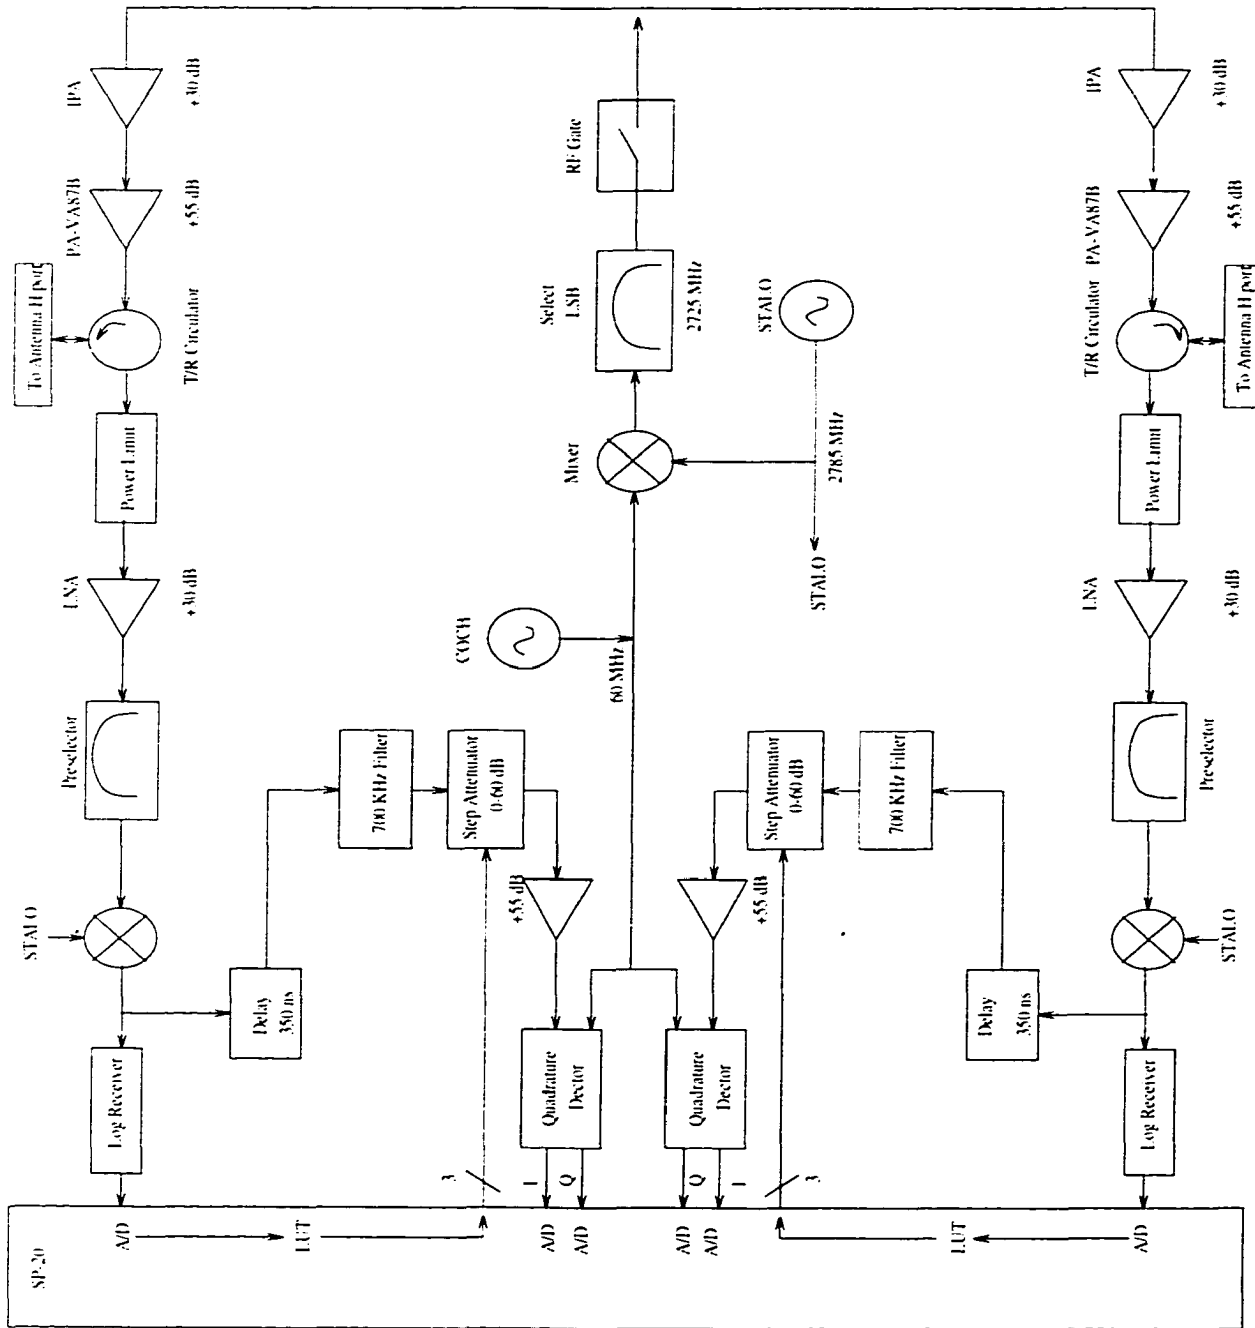 SP-20
A/D
LUT
A/D
A/D
A/D
A/D
LUT
A/D
Log Receiver
3
I
Q
Q
I
3
Log Receiver
Delay
350 ns
Quadrature
Dector
Quadrature
Dector
Delay
350 ns
STALO
+55 dB
+55 dB
STALO
Preselector
700 KHz Filter
Step Attenuator
0-60 dB
Step Attenuator
0-60 dB
700 KHz Filter
Preselector
LNA
+30 dB
COCH
60 MHz
STALO
LNA
+30 dB
Power Limit
Mixer
2785 MHz
Power Limit
To Antenna H port
T/R Circulator
Select
LSB
2725 MHz
STALO
T/R Circulator
To Antenna H port
PA-VA87B
+55 dB
RF Gate
PA-VA87B
+55 dB
IPA
+30 dB
IPA
+30 dB